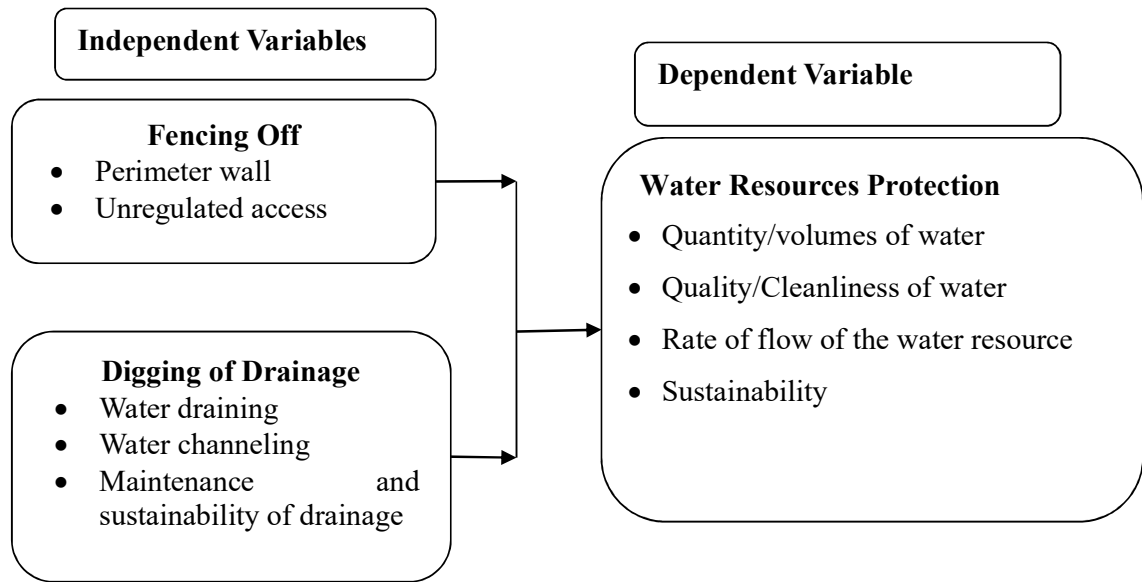 Independent Variables
Fencing Off
• Perimeter wall
• Unregulated access
Digging of Drainage
• Water draining
• Water channeling
• Maintenance and
sustainability of drainage
Dependent Variable
Water Resources Protection
• Quantity/volumes of water
• Quality/Cleanliness of water
• Rate of flow of the water resource
• Sustainability